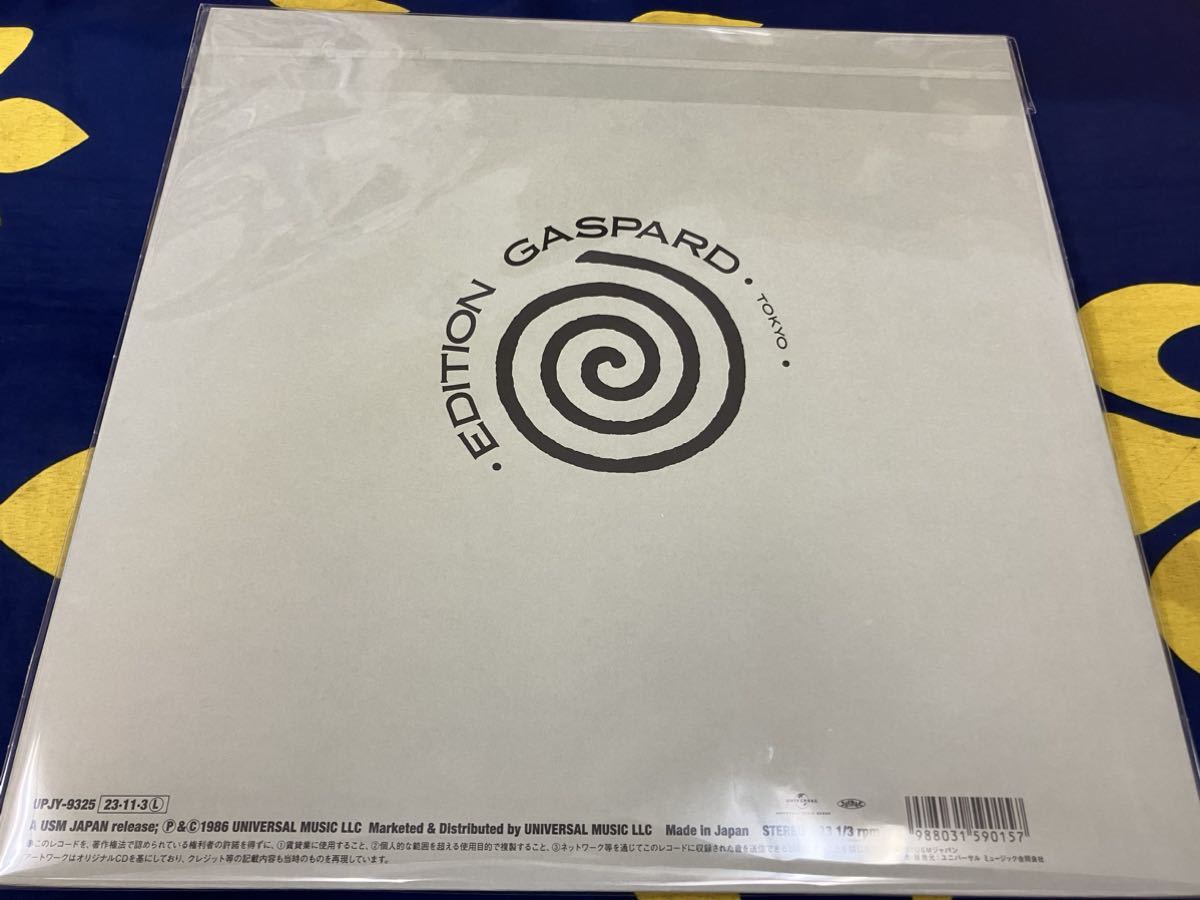 • EDITION GASPARD • TOKYO •
UPJY-9325 23·11·3 Ⓛ
A USM JAPAN release; Ⓟ&Ⓒ1986 UNIVERSAL MUSIC LLC Marketed & Distributed by UNIVERSAL MUSIC LLC Made in Japan STEREO 33 1/3 rpm
UNIVERSAL
988031 590157
このレコードを、著作権法で認められている権利者の許諾を得ずに、①賃貸業に使用すること、②個人的な範囲を超える使用目的で複製すること、③ネットワーク等を通じてこのレコードに収録された音を送信できる
アートワークはオリジナルCDを基にしており、クレジット等の記載内容も当時のものを再現しています。
ユニバーサル ミュージック合同会社